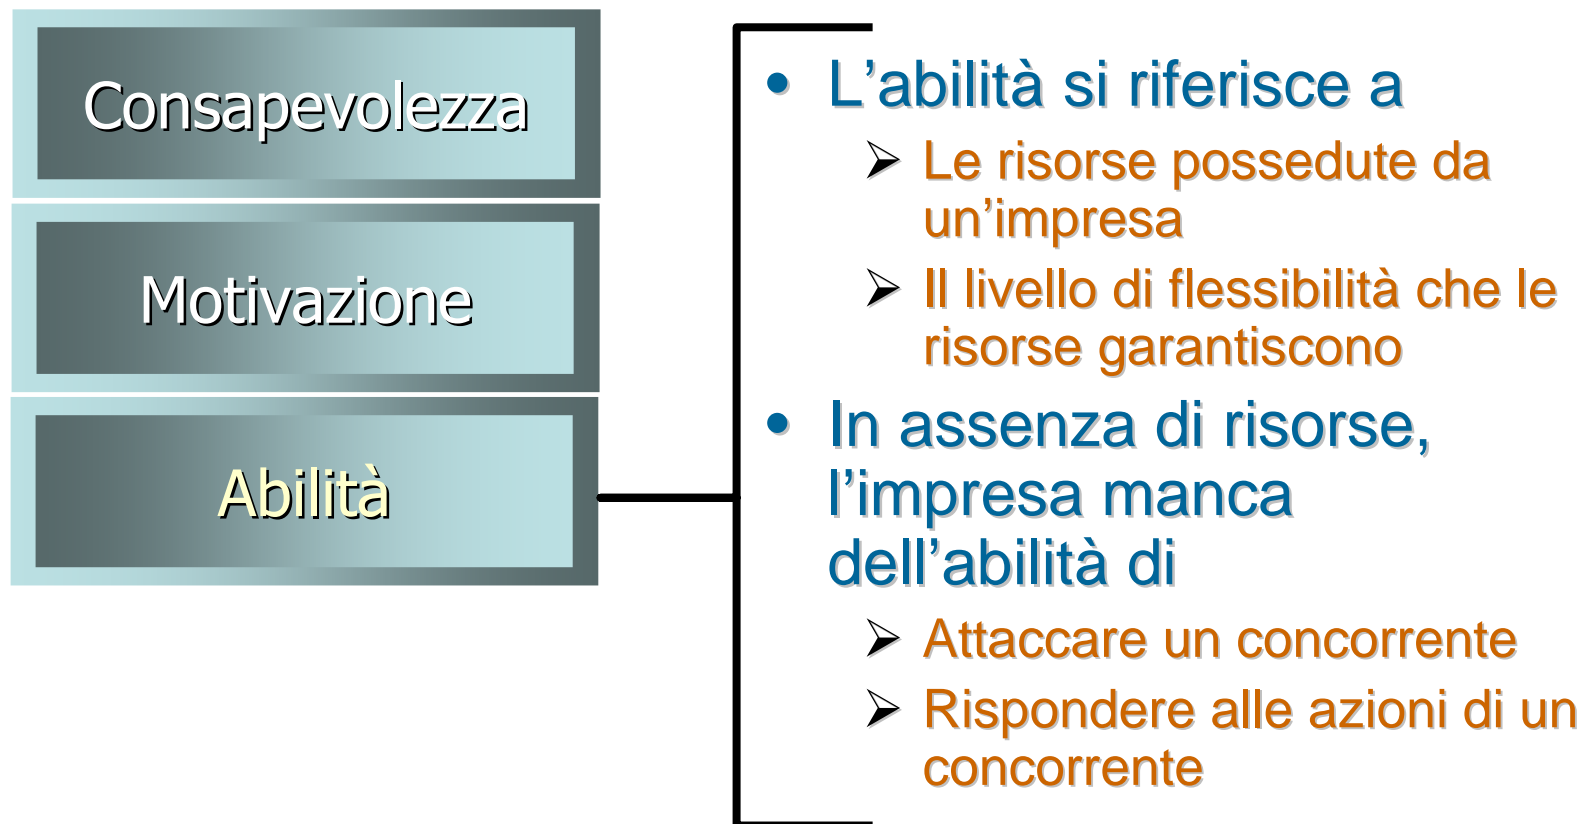 Consapevolezza
Motivazione
Abilità
• L’abilità si riferisce a
➢ Le risorse possedute da
un’impresa
➢ Il livello di flessibilità che le
risorse garantiscono
• In assenza di risorse,
l’impresa manca
dell’abilità di
➢ Attaccare un concorrente
➢ Rispondere alle azioni di un
concorrente